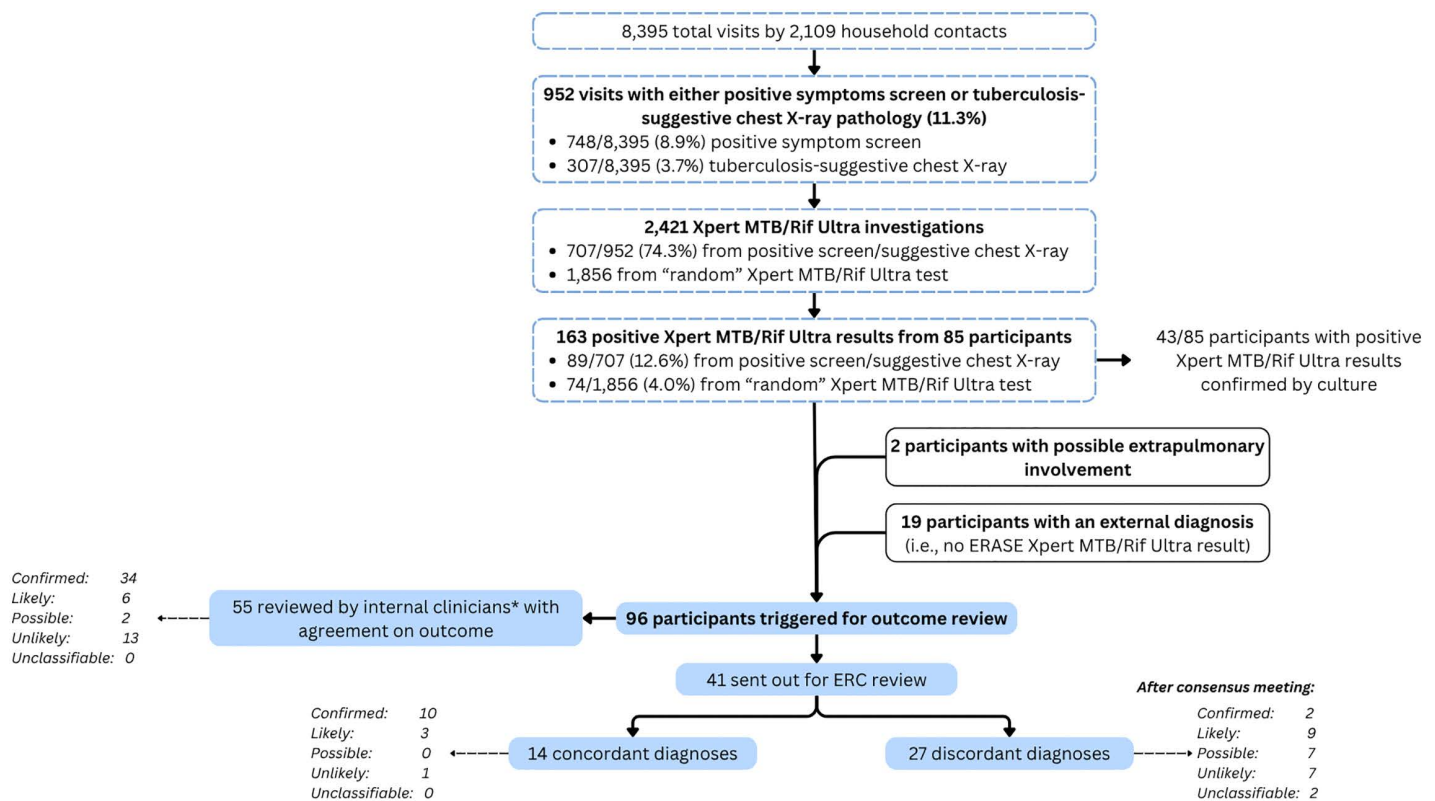 8,395 total visits by 2,109 household contacts
952 visits with either positive symptoms screen or tuberculosis-
suggestive chest X-ray pathology (11.3%)
• 748/8,395 (8.9%) positive symptom screen
• 307/8,395 (3.7%) tuberculosis-suggestive chest X-ray
2,421 Xpert MTB/Rif Ultra investigations
• 707/952 (74.3%) from positive screen/suggestive chest X-ray
• 1,856 from “random” Xpert MTB/Rif Ultra test
163 positive Xpert MTB/Rif Ultra results from 85 participants
• 89/707 (12.6%) from positive screen/suggestive chest X-ray
• 74/1,856 (4.0%) from “random” Xpert MTB/Rif Ultra test
43/85 participants with positive
Xpert MTB/Rif Ultra results
confirmed by culture
2 participants with possible extrapulmonary
involvement
19 participants with an external diagnosis
(i.e., no ERASE Xpert MTB/Rif Ultra result)
96 participants triggered for outcome review
55 reviewed by internal clinicians* with
agreement on outcome
Confirmed: 34
Likely: 6
Possible: 2
Unlikely: 13
Unclassifiable: 0
41 sent out for ERC review
14 concordant diagnoses
Confirmed: 10
Likely: 3
Possible: 0
Unlikely: 1
Unclassifiable: 0
27 discordant diagnoses
After consensus meeting:
Confirmed: 2
Likely: 9
Possible: 7
Unlikely: 7
Unclassifiable: 2